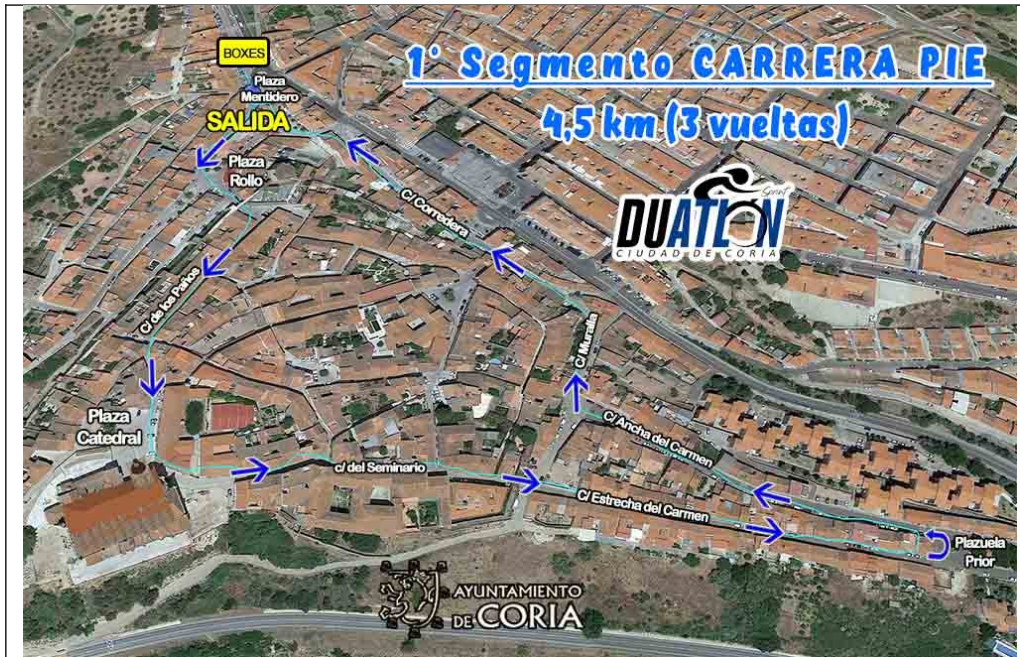 1º Segmento CARRERA PIE
4,5 km (3 vueltas)
BOXES
Plaza
Mentidero
SALIDA
Plaza
Rollo
C/ Corredera
Sprint
DUATLON
CIUDAD DE CORIA
C/ de los Paños
C/ Muralla
Plaza
Catedral
C/ Ancha del Carmen
c/ del Seminario
C/ Estrecha del Carmen
Plazuela
Prior
AYUNTAMIENTO
DE CORIA